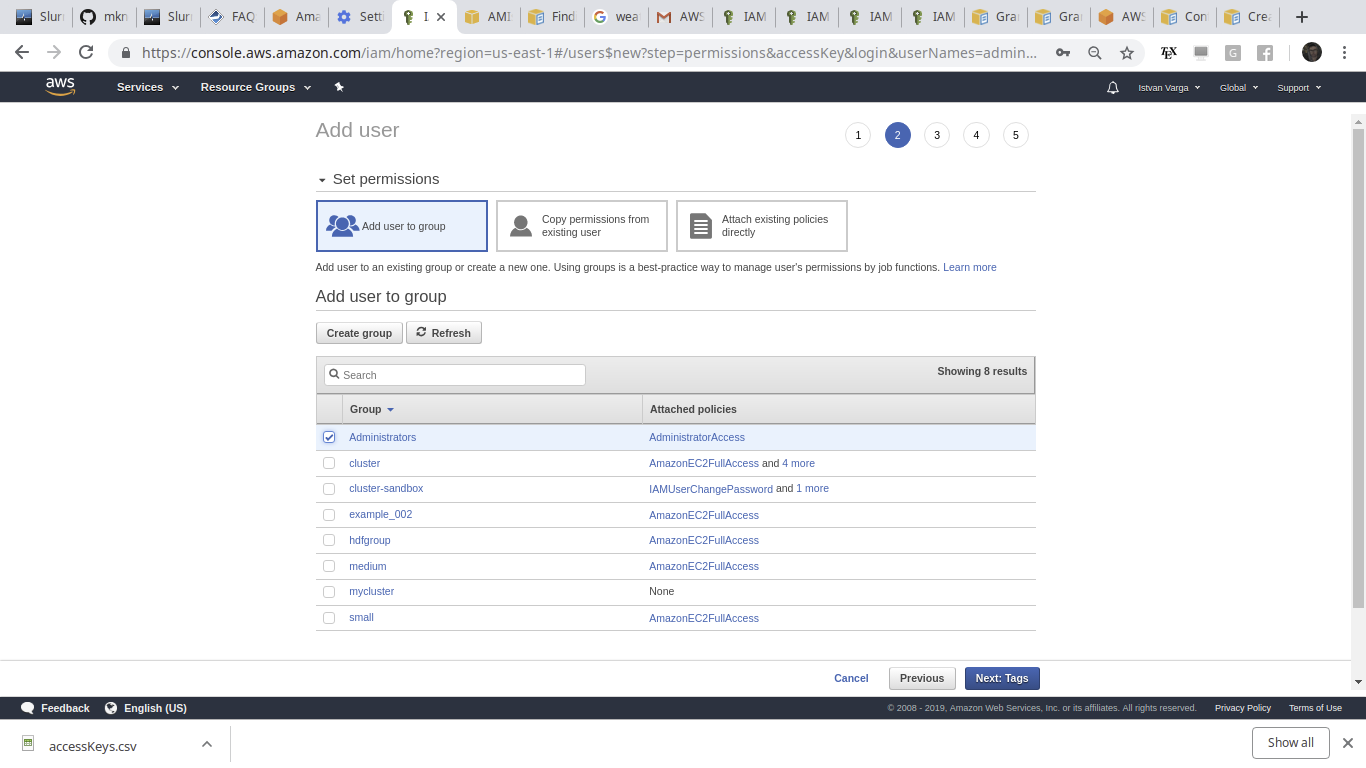 Slur
mkn
Slur
FAQ
Ama
Sett
I
AMI
Find
wea
AWS
IAM
IAM
IAM
IAM
Gra
Gra
AWS
Con
Crea
https://console.aws.amazon.com/iam/home?region=us-east-1#/users$new?step=permissions&accessKey&login&userNames=admin...
aws Services Resource Groups Istvan Varga Global Support
Add user 1 2 3 4 5
Set permissions
Add user to group
Copy permissions from
existing user
Attach existing policies
directly
Add user to an existing group or create a new one. Using groups is a best-practice way to manage user's permissions by job functions. Learn more
Add user to group
Create group Refresh
Search Showing 8 results
Group Attached policies
Administrators AdministratorAccess
cluster AmazonEC2FullAccess and 4 more
cluster-sandbox IAMUserChangePassword and 1 more
example_002 AmazonEC2FullAccess
hdfgroup AmazonEC2FullAccess
medium AmazonEC2FullAccess
mycluster None
small AmazonEC2FullAccess
Cancel Previous Next: Tags
Feedback English (US) © 2008 - 2019, Amazon Web Services, Inc. or its affiliates. All rights reserved. Privacy Policy Terms of Use
accessKeys.csv Show all